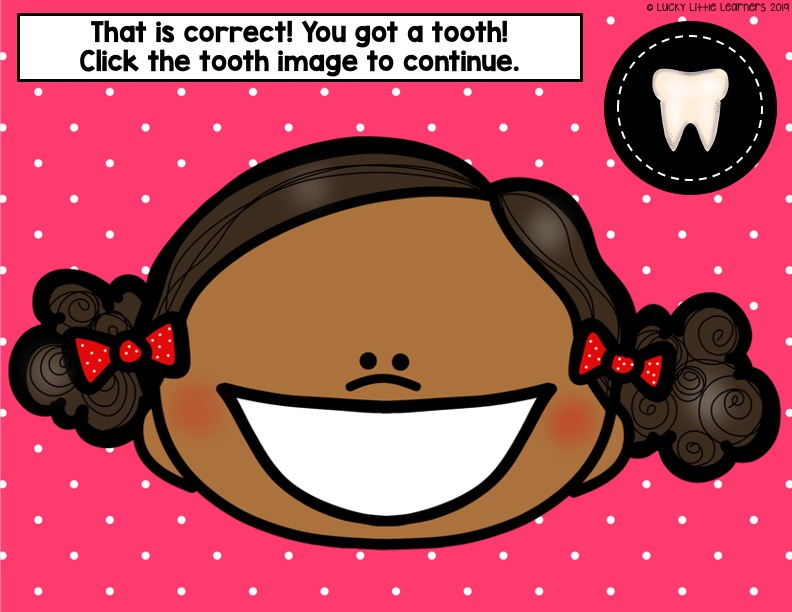 © Lucky Little Learners 2019
That is correct! You got a tooth!
Click the tooth image to continue.